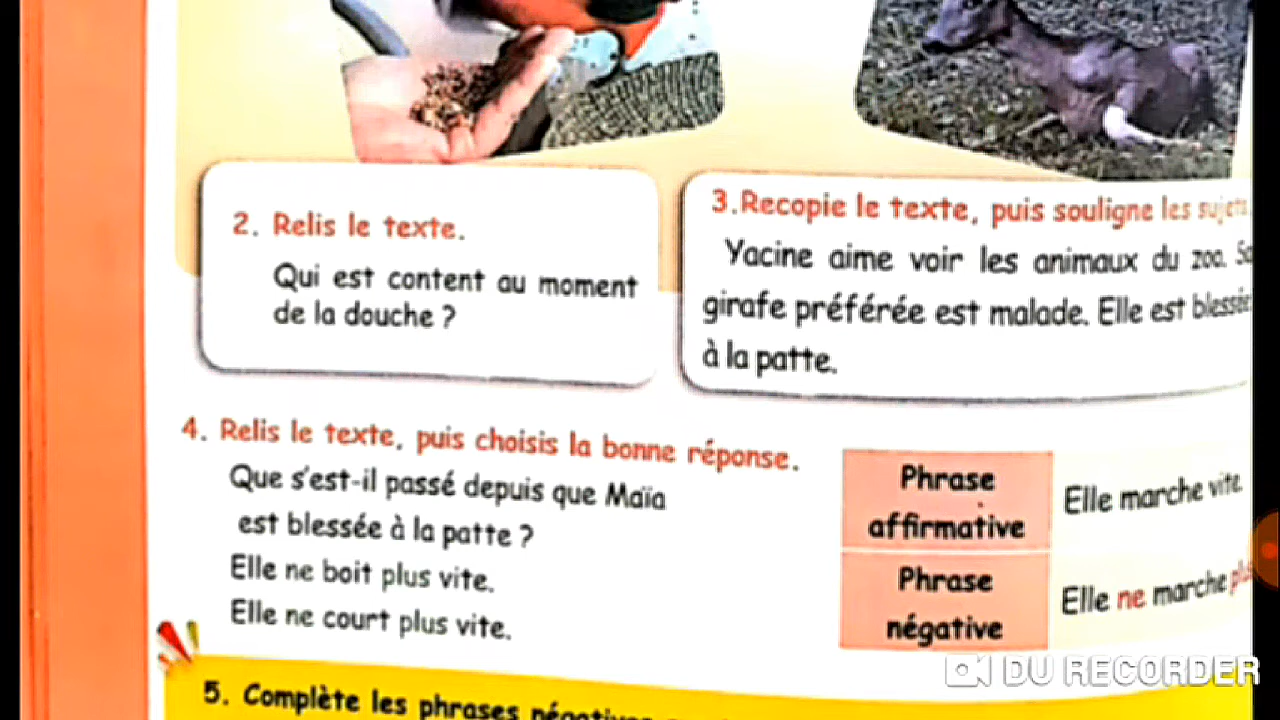 2. Relis le texte.
Qui est content au moment
de la douche ?
3.Recopie le texte, puis souligne les sujets
Yacine aime voir les animaux du zoo.
girafe préférée est malade. Elle est blessée
à la patte.
4. Relis le texte, puis choisis la bonne réponse.
Que s'est-il passé depuis que Maïa
est blessée à la patte ?
Elle ne boit plus vite.
Elle ne court plus vite.
Phrase
affirmative
Elle marche vite
Phrase
négative
Elle ne marche
DU RECORDER
5. Complète les phrases